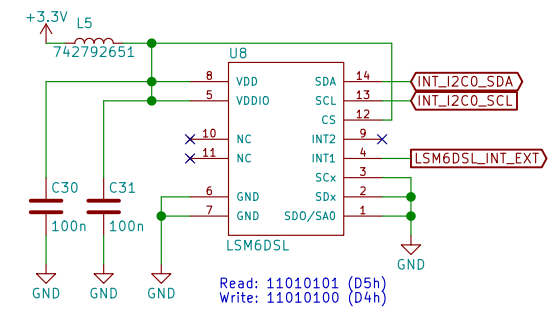 +3.3V
L5
742792651
U8
8 VDD
5 VDDIO
10 NC
11 NC
6 GND
7 GND
SDA 14
SCL 13
CS 12
INT2 9
INT1 4
SCx 3
SDx 2
SDO/SA0 1
LSM6DSL
INT_I2C0_SDA
INT_I2C0_SCL
LSM6DSL_INT_EXT
C30
100n
C31
100n
GND
GND
GND
GND
Read: 11010101 (D5h)
Write: 11010100 (D4h)